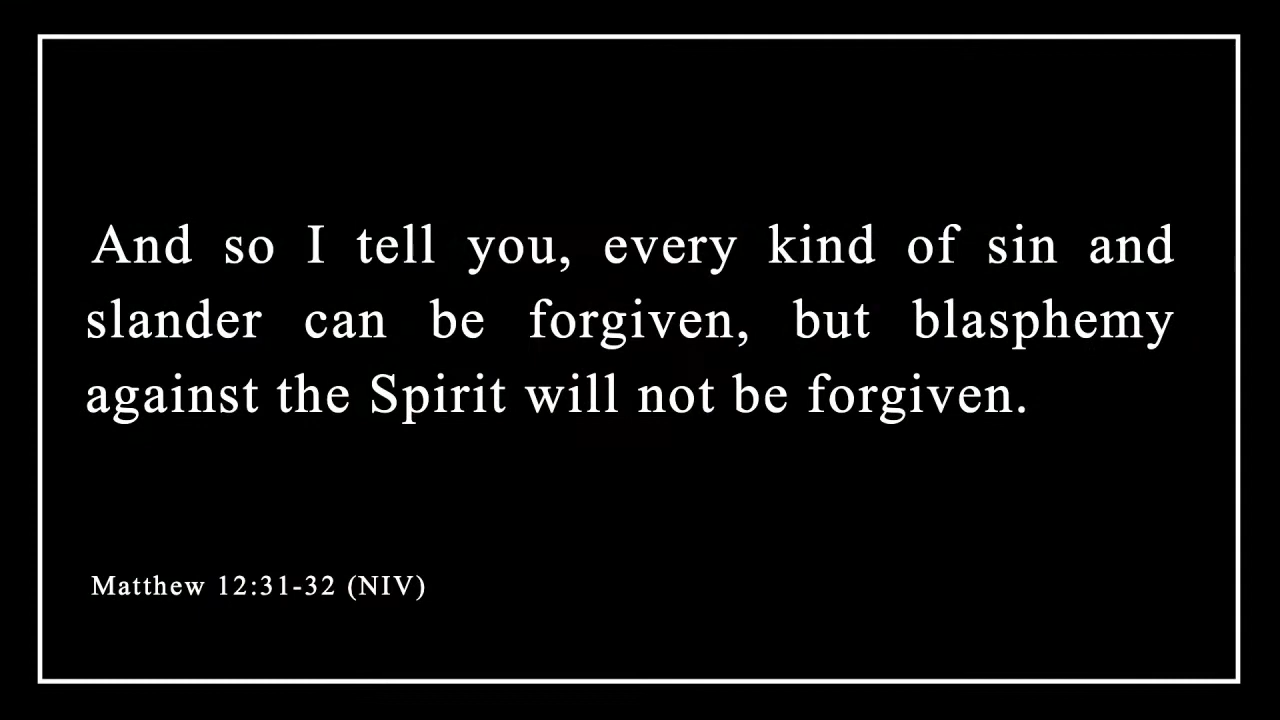 And so I tell you, every kind of sin and
slander can be forgiven, but blasphemy
against the Spirit will not be forgiven.
Matthew 12:31-32 (NIV)